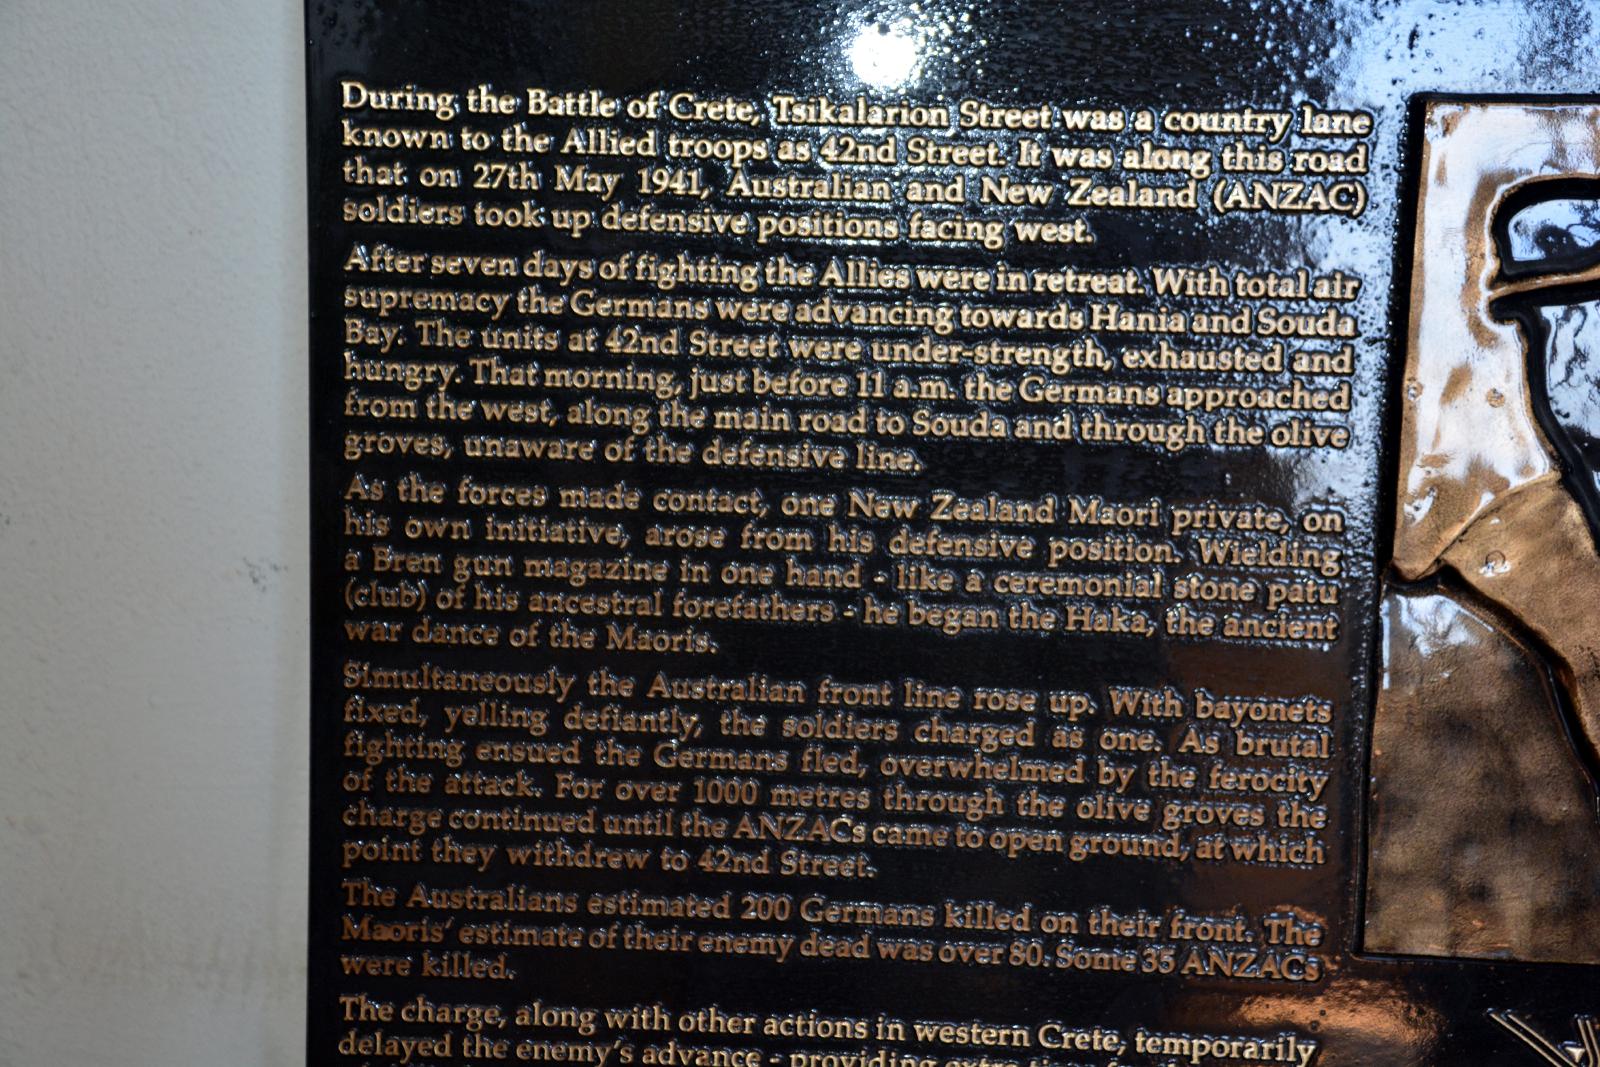 During the Battle of Crete, Tsikalarion Street was a country lane
known to the Allied troops as 42nd Street. It was along this road
that on 27th May 1941, Australian and New Zealand (ANZAC)
soldiers took up defensive positions facing west.
After seven days of fighting the Allies were in retreat. With total air
supremacy the Germans were advancing towards Hania and Souda
Bay. The units at 42nd Street were under-strength, exhausted and
hungry. That morning, just before 11 a.m. the Germans approached
from the west, along the main road to Souda and through the olive
groves, unaware of the defensive line.
As the forces made contact, one New Zealand Maori private, on
his own initiative, arose from his defensive position. Wielding
a Bren gun magazine in one hand - like a ceremonial stone patu
(club) of his ancestral forefathers - he began the Haka, the ancient
war dance of the Maoris.
Simultaneously the Australian front line rose up. With bayonets
fixed, yelling defiantly, the soldiers charged as one. As brutal
fighting ensued the Germans fled, overwhelmed by the ferocity
of the attack. For over 1000 metres through the olive groves the
charge continued until the ANZACs came to open ground, at which
point they withdrew to 42nd Street.
The Australians estimated 200 Germans killed on their front. The
Maoris' estimate of their enemy dead was over 80. Some 35 ANZACs
were killed.
The charge, along with other actions in western Crete, temporarily
delayed the enemy's advance - providing extra